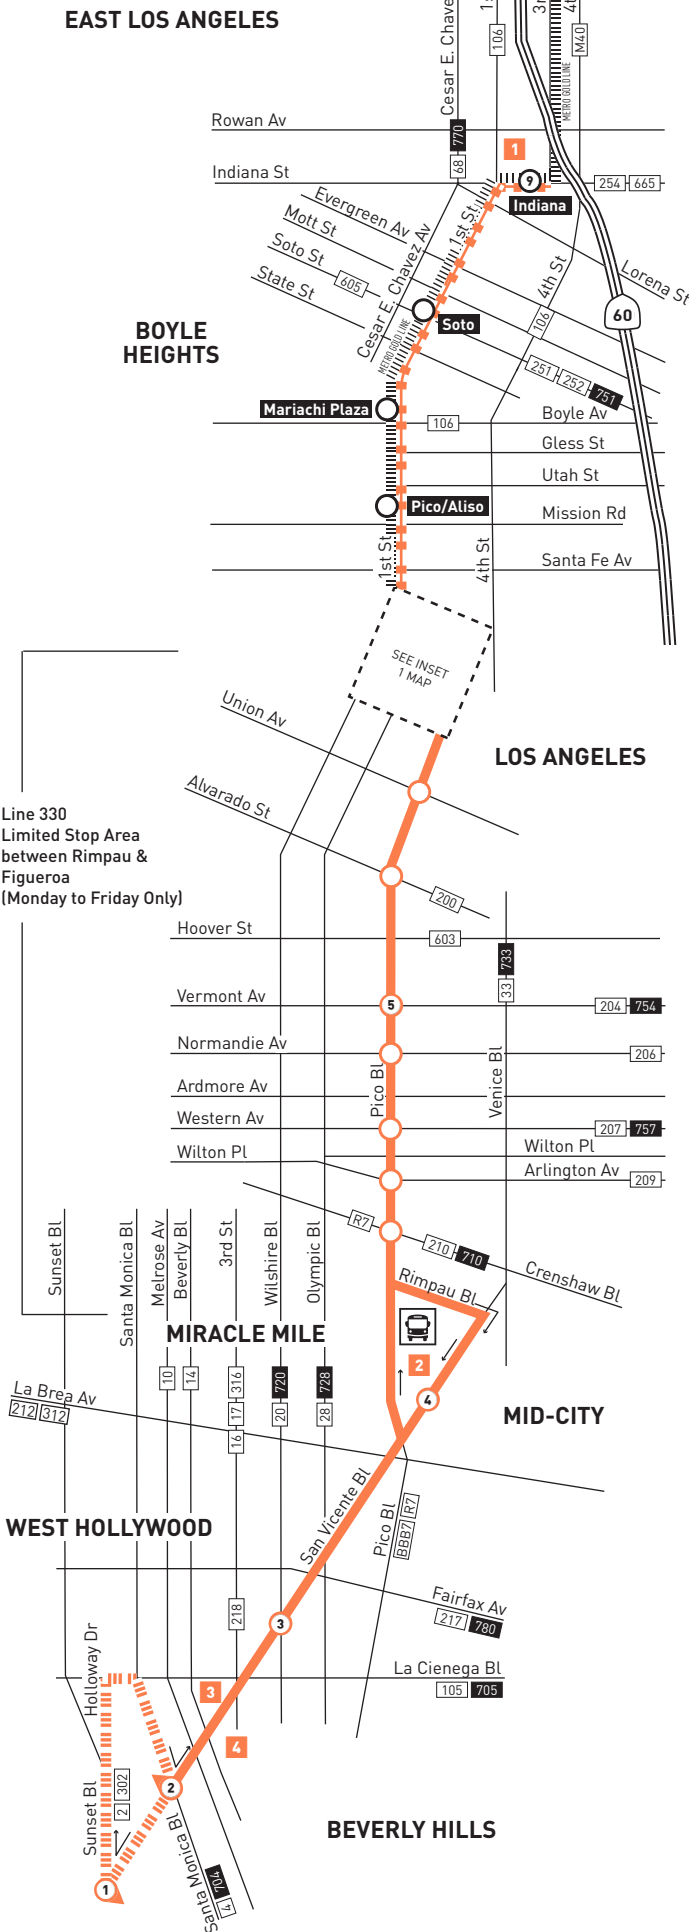 EAST LOS ANGELES
Cesar E. Chave
1s
3r
4t
106
M40
METRO GOLD LINE
Rowan Av
770
68
1
Indiana St
9
254
665
Indiana
Evergreen Av
Mott St
Soto St
State St
605
1st St
Cesar E. Chavez Av
METRO GOLD LINE
4th St
Lorena St
60
106
Soto
BOYLE
HEIGHTS
251
252
751
Mariachi Plaza
106
Boyle Av
Gless St
Utah St
Pico/Aliso
Mission Rd
1st St
4th St
Santa Fe Av
SEE INSET
1 MAP
Union Av
LOS ANGELES
Alvarado St
Line 330
Limited Stop Area
between Rimpau &
Figueroa
(Monday to Friday Only)
200
Hoover St
603
733
33
Vermont Av
5
204
754
Normandie Av
206
Pico Bl
Venice Bl
Ardmore Av
Western Av
207
757
Wilton Pl
Wilton Pl
Arlington Av
209
R7
210
710
Crenshaw Bl
Rimpau Bl
Sunset Bl
Santa Monica Bl
Melrose Av
Beverly Bl
3rd St
Wilshire Bl
Olympic Bl
MIRACLE MILE
2
10
14
316
17
16
720
20
728
28
La Brea Av
212
312
4
MID-CITY
San Vicente Bl
Pico Bl
BBB7
R7
WEST HOLLYWOOD
Fairfax Av
217
780
218
3
Holloway Dr
La Cienega Bl
105
705
3
4
2
Sunset Bl
2
302
Santa Monica Bl
704
4
1
BEVERLY HILLS